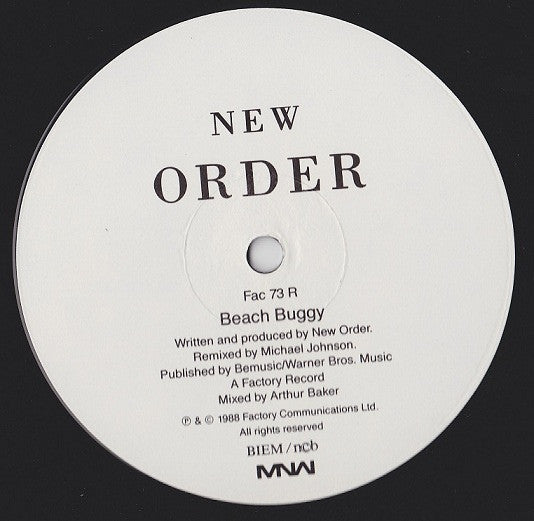 NEW
ORDER
Fac 73 R
Beach Buggy
Written and produced by New Order.
Remixed by Michael Johnson.
Published by Bemusic/Warner Bros. Music
A Factory Record
Mixed by Arthur Baker
℗ & © 1988 Factory Communications Ltd.
All rights reserved
BIEM / ncb
MNW